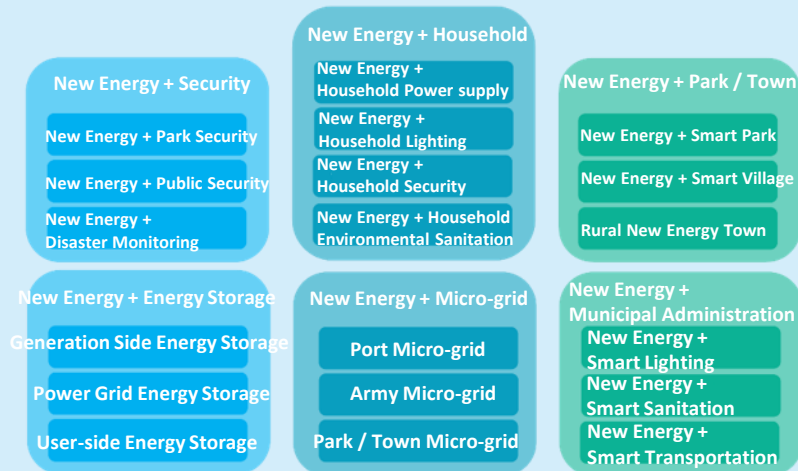 New Energy + Security
New Energy + Park Security
New Energy + Public Security
New Energy +
Disaster Monitoring
New Energy + Household
New Energy +
Household Power supply
New Energy +
Household Lighting
New Energy +
Household Security
New Energy + Household
Environmental Sanitation
New Energy + Park / Town
New Energy + Smart Park
New Energy + Smart Village
Rural New Energy Town
New Energy + Energy Storage
Generation Side Energy Storage
Power Grid Energy Storage
User-side Energy Storage
New Energy + Micro-grid
Port Micro-grid
Army Micro-grid
Park / Town Micro-grid
New Energy +
Municipal Administration
New Energy +
Smart Lighting
New Energy +
Smart Sanitation
New Energy +
Smart Transportation